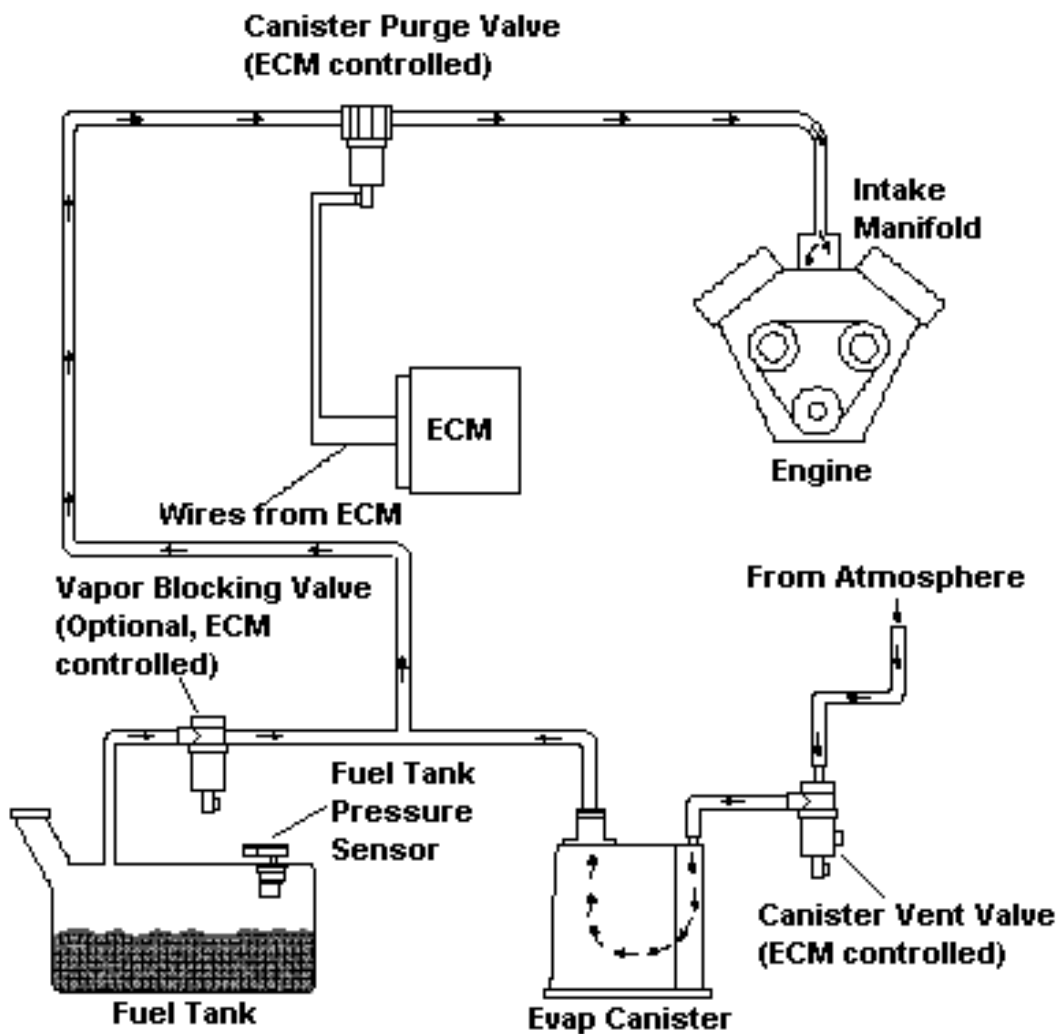 Canister Purge Valve
(ECM controlled)
Intake
Manifold
ECM
Engine
Wires from ECM
From Atmosphere
Vapor Blocking Valve
(Optional, ECM
controlled)
Fuel Tank
Pressure
Sensor
Canister Vent Valve
(ECM controlled)
Fuel Tank
Evap Canister